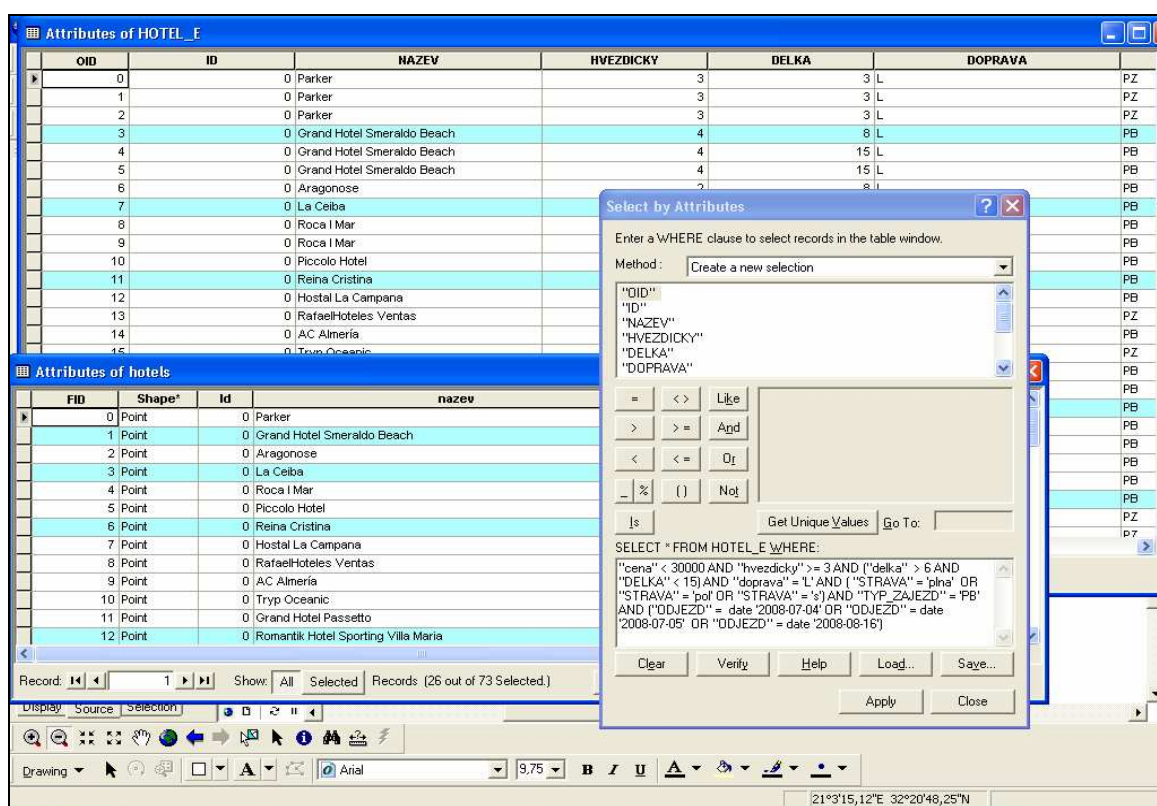 Attributes of HOTEL_E
OID ID NAZEV HVEZDICKY DELKA DOPRAVA
0 0 Parker 3 3 L PZ
1 0 Parker 3 3 L PZ
2 0 Parker 3 3 L PZ
3 0 Grand Hotel Smeraldo Beach 4 8 L PB
4 0 Grand Hotel Smeraldo Beach 4 15 L PB
5 0 Grand Hotel Smeraldo Beach 4 15 L PB
6 0 Aragonose 2 8 L PB
7 0 La Ceiba PB
8 0 Roca I Mar PB
9 0 Roca I Mar PB
10 0 Piccolo Hotel PB
11 0 Reina Cristina PB
12 0 Hostal La Campana PB
13 0 RafaelHoteles Ventas PZ
14 0 AC Almería PB
15 0 Tryp Oceanic PZ
PB
PB
PB
PB
PB
PB
PB
PB
PZ
PZ
Select by Attributes
Enter a WHERE clause to select records in the table window.
Method : Create a new selection
"OID"
"ID"
"NAZEV"
"HVEZDICKY"
"DELKA"
"DOPRAVA"
= <> Like
> > = And
< < = Or
_ % ( ) Not
Is Get Unique Values Go To:
SELECT * FROM HOTEL_E WHERE:
"cena" < 30000 AND "hvezdicky" >= 3 AND ("delka" > 6 AND
"DELKA" < 15) AND "doprava" = 'L' AND ( "STRAVA" = 'plna' OR
"STRAVA" = 'pol' OR "STRAVA" = 's') AND "TYP_ZAJEZD" = 'PB'
AND ("ODJEZD" = date '2008-07-04' OR "ODJEZD" = date
'2008-07-05' OR "ODJEZD" = date '2008-08-16')
Clear Verify Help Load... Save...
Apply Close
Attributes of hotels
FID Shape* Id nazev
0 Point 0 Parker
1 Point 0 Grand Hotel Smeraldo Beach
2 Point 0 Aragonose
3 Point 0 La Ceiba
4 Point 0 Roca I Mar
5 Point 0 Piccolo Hotel
6 Point 0 Reina Cristina
7 Point 0 Hostal La Campana
8 Point 0 RafaelHoteles Ventas
9 Point 0 AC Almería
10 Point 0 Tryp Oceanic
11 Point 0 Grand Hotel Passetto
12 Point 0 Romantik Hotel Sporting Villa Maria
Record: 1 Show: All Selected Records (26 out of 73 Selected.)
Display Source Selection
Drawing A Arial 9,75 B I U A
21°3'15,12"E 32°20'48,25"N